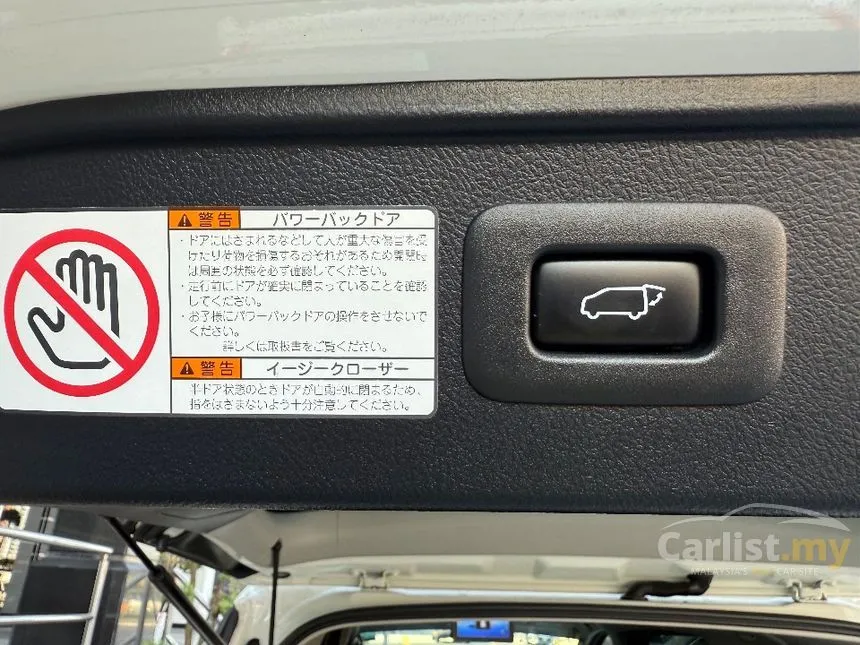 警告 パワーバックドア
・ドアにはさまれるなどして人が重大な傷害を受
けたり荷物を損傷するおそれがあるため開閉時
は周囲の状態を必ず確認してください。
・走行前にドアが確実に閉まっていることを確認
してください。
・お子様にパワーバックドアの操作をさせないで
ください。
詳しくは取扱書をご覧ください。
警告 イージークローザー
半ドア状態のときドアが自動的に閉まるため、
指をはさまないよう十分注意してください。
Carlist.my
MALAYSIA'S CAR SITE